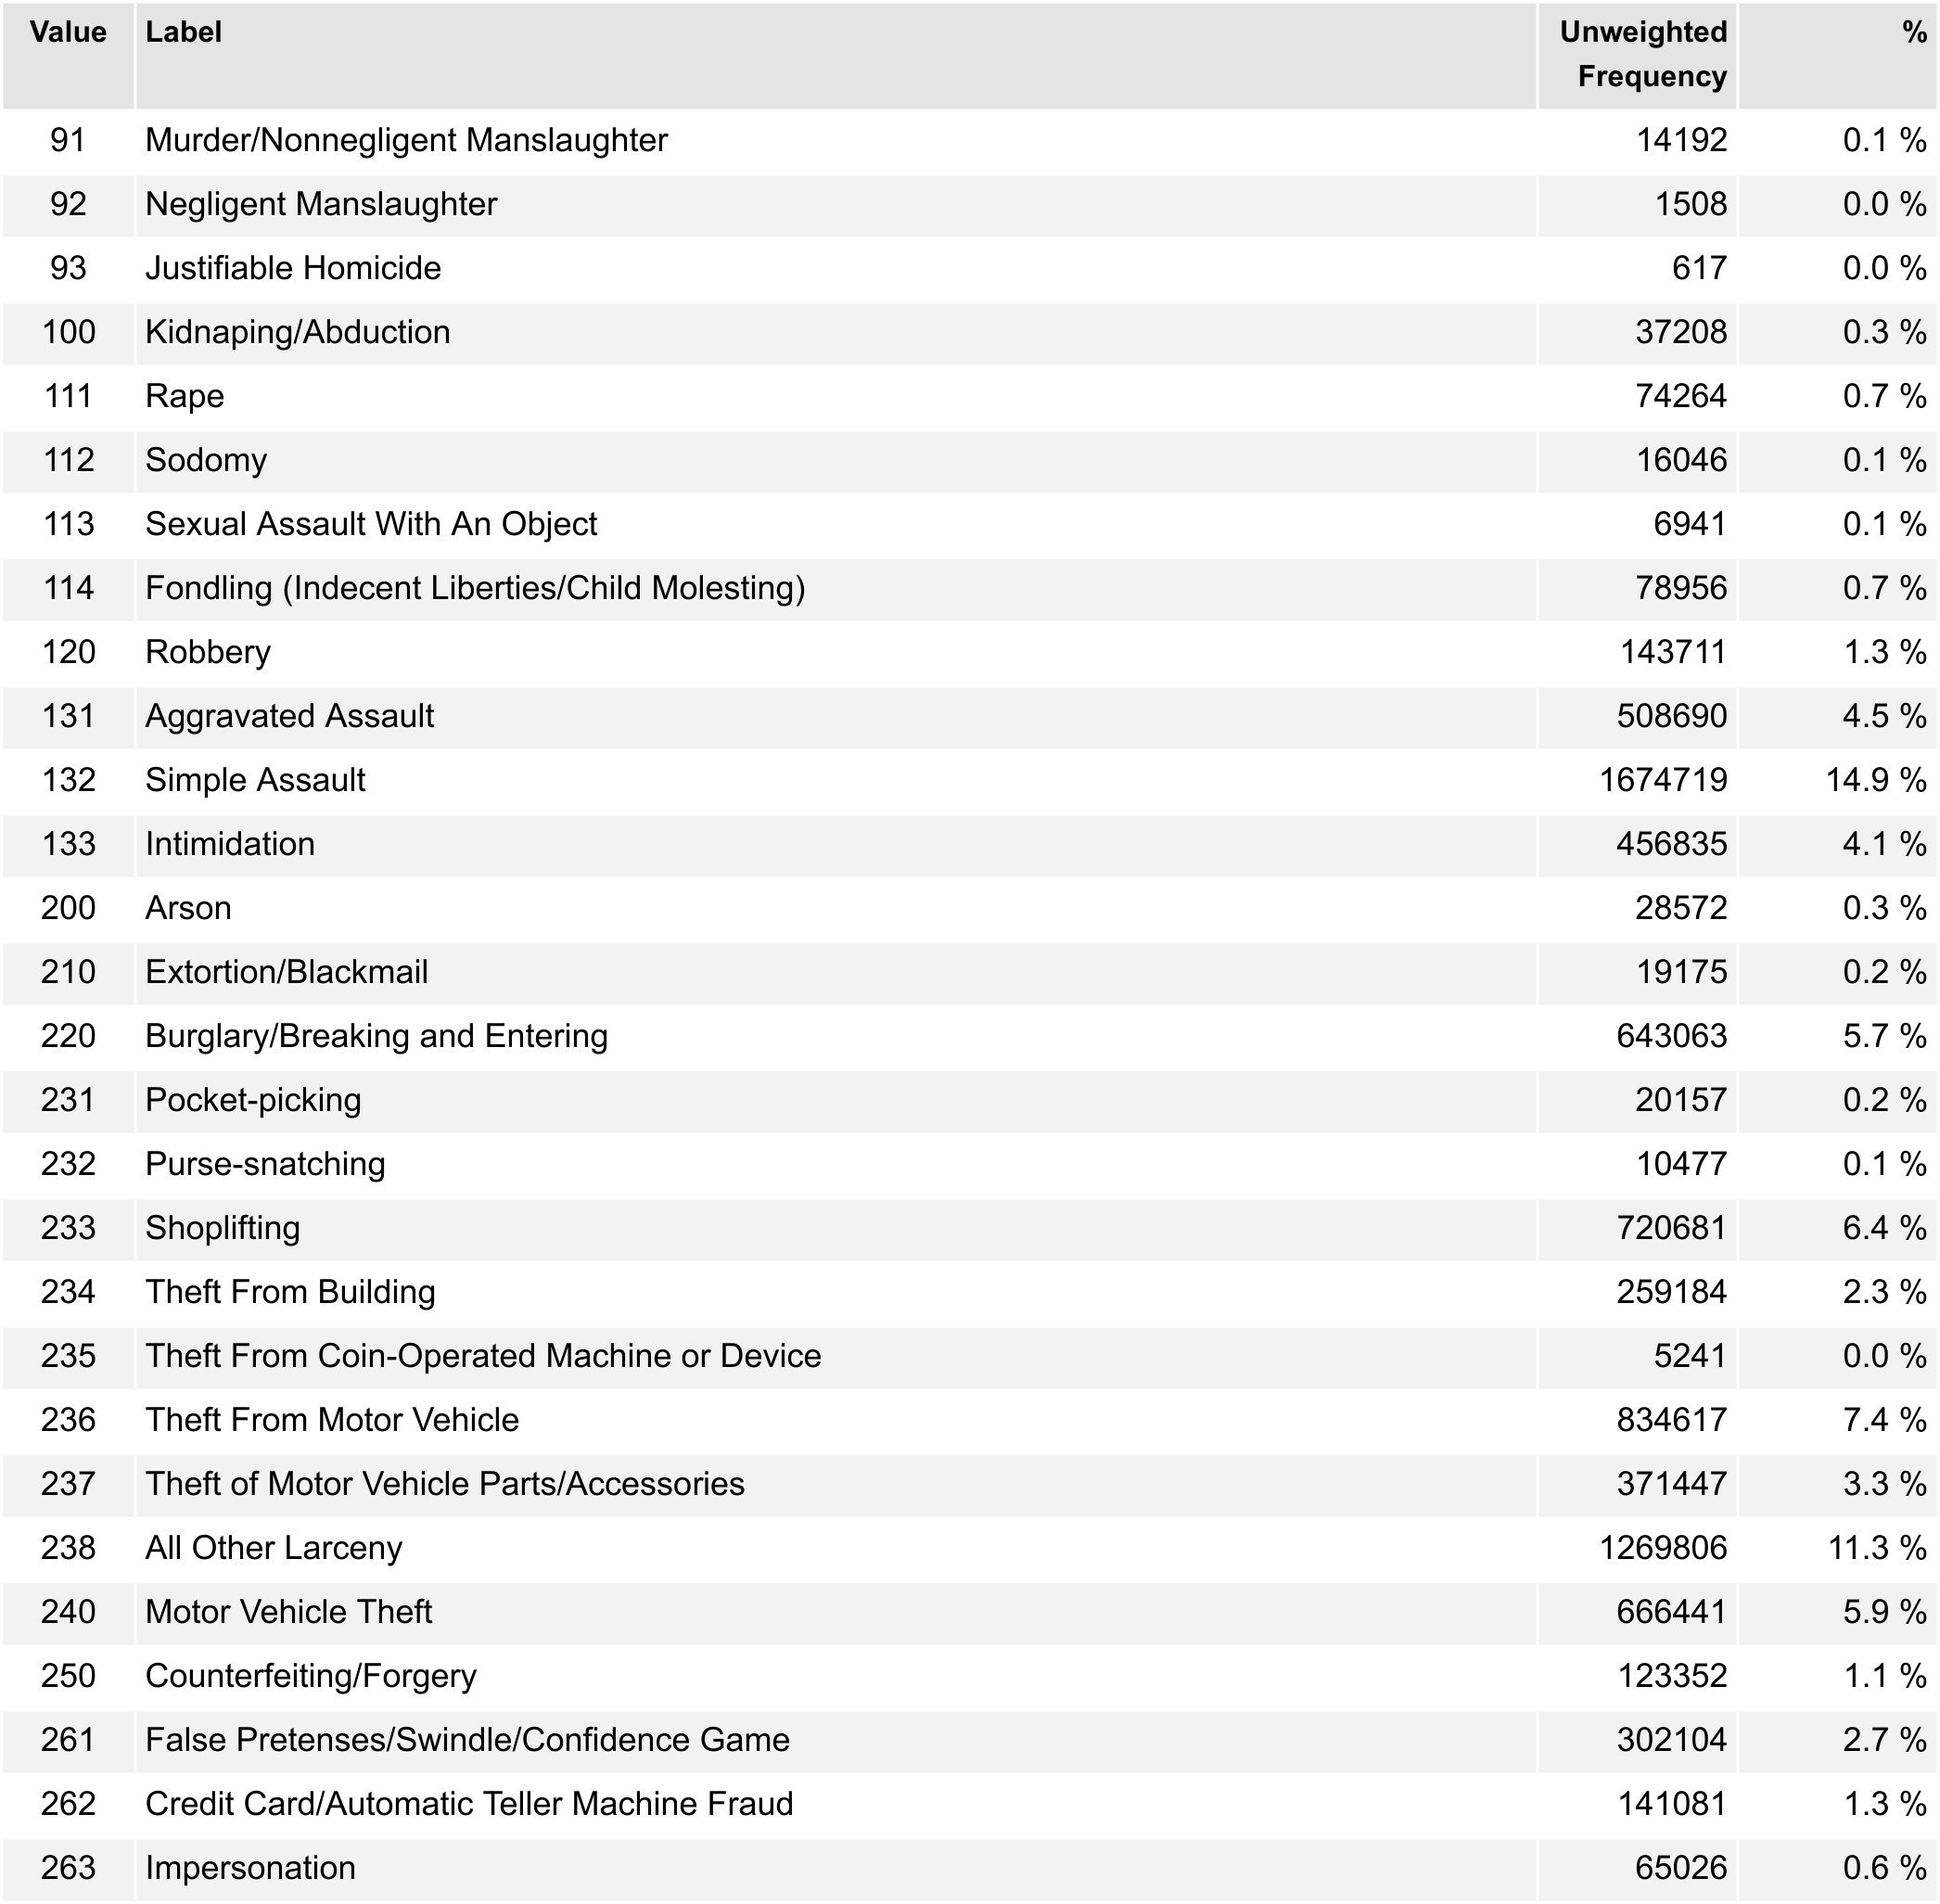 Value Label Unweighted Frequency %
91 Murder/Nonnegligent Manslaughter 14192 0.1 %
92 Negligent Manslaughter 1508 0.0 %
93 Justifiable Homicide 617 0.0 %
100 Kidnaping/Abduction 37208 0.3 %
111 Rape 74264 0.7 %
112 Sodomy 16046 0.1 %
113 Sexual Assault With An Object 6941 0.1 %
114 Fondling (Indecent Liberties/Child Molesting) 78956 0.7 %
120 Robbery 143711 1.3 %
131 Aggravated Assault 508690 4.5 %
132 Simple Assault 1674719 14.9 %
133 Intimidation 456835 4.1 %
200 Arson 28572 0.3 %
210 Extortion/Blackmail 19175 0.2 %
220 Burglary/Breaking and Entering 643063 5.7 %
231 Pocket-picking 20157 0.2 %
232 Purse-snatching 10477 0.1 %
233 Shoplifting 720681 6.4 %
234 Theft From Building 259184 2.3 %
235 Theft From Coin-Operated Machine or Device 5241 0.0 %
236 Theft From Motor Vehicle 834617 7.4 %
237 Theft of Motor Vehicle Parts/Accessories 371447 3.3 %
238 All Other Larceny 1269806 11.3 %
240 Motor Vehicle Theft 666441 5.9 %
250 Counterfeiting/Forgery 123352 1.1 %
261 False Pretenses/Swindle/Confidence Game 302104 2.7 %
262 Credit Card/Automatic Teller Machine Fraud 141081 1.3 %
263 Impersonation 65026 0.6 %